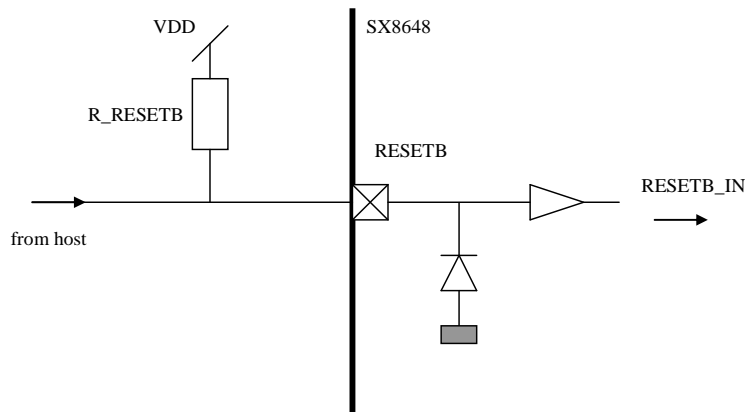 VDD
SX8648
R_RESETB
RESETB
RESETB_IN
from host